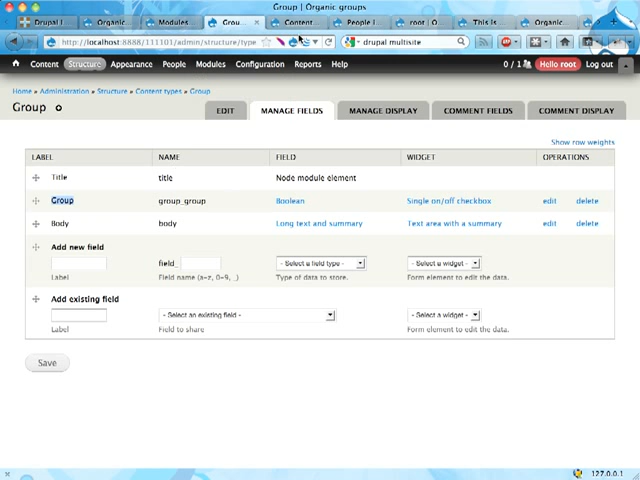 Group | Organic groups
Drupal I
Organic
Modules
Grou...
Content
People I
root | O
This is
Organic
http://localhost:8888/111101/admin/structure/type
drupal multisite
Content Structure Appearance People Modules Configuration Reports Help
0 / 1 Hello root Log out
Home » Administration » Structure » Content types » Group
Group
EDIT
MANAGE FIELDS
MANAGE DISPLAY
COMMENT FIELDS
COMMENT DISPLAY
Show row weights
LABEL NAME FIELD WIDGET OPERATIONS
Title title Node module element
Group group_group Boolean Single on/off checkbox edit delete
Body body Long text and summary Text area with a summary edit delete
Add new field
field_ - Select a field type - - Select a widget -
Label Field name (a-z, 0-9, _) Type of data to store. Form element to edit the data.
Add existing field
- Select an existing field - - Select a widget -
Label Field to share Form element to edit the data.
Save
127.0.0.1